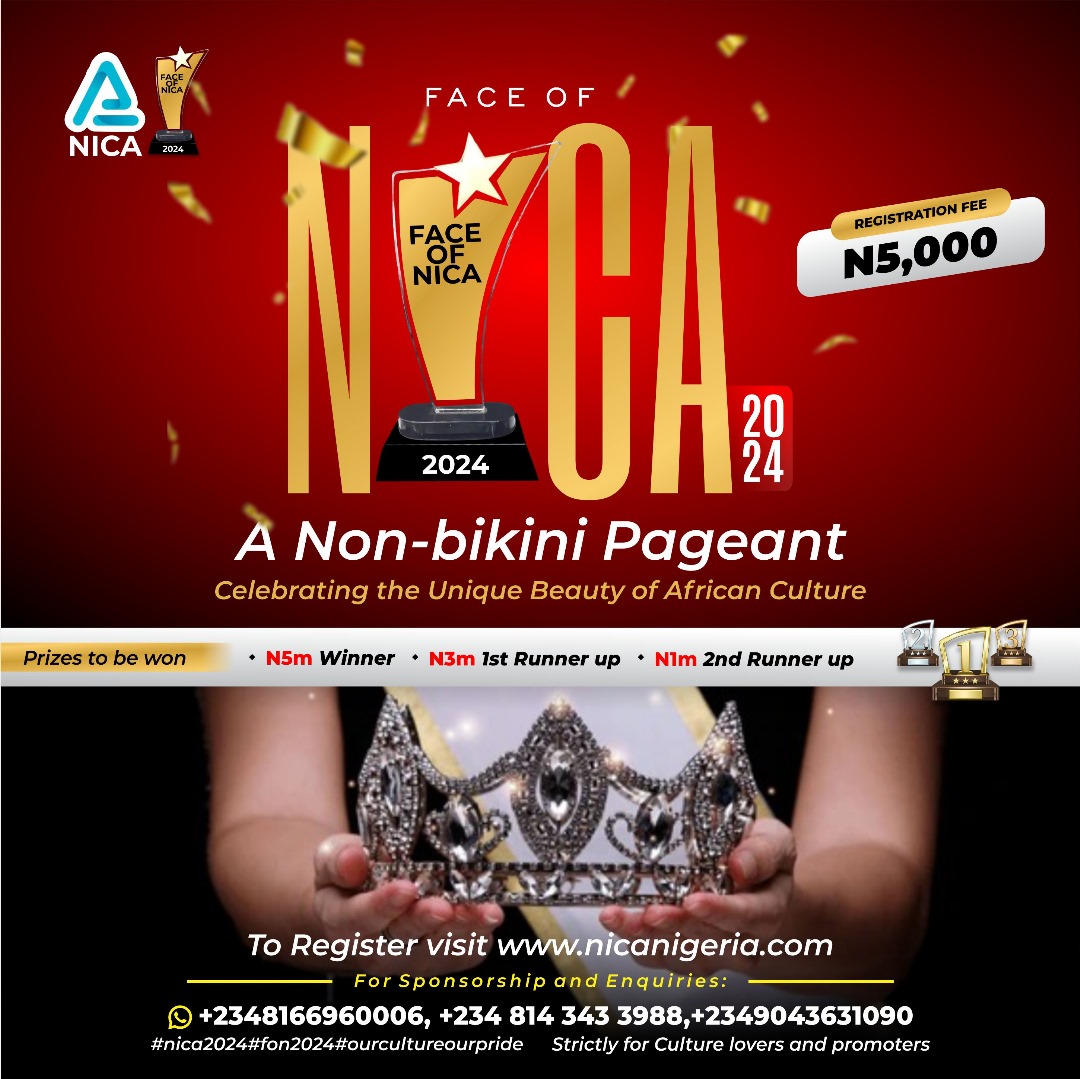 NICA
FACE
OF
NICA
2024
FACE OF
NICA
FACE
OF
NICA
2024
20
24
REGISTRATION FEE
N5,000
A Non-bikini Pageant
Celebrating the Unique Beauty of African Culture
Prizes to be won
• N5m Winner • N3m 1st Runner up • N1m 2nd Runner up
2 1 3
To Register visit www.nicanigeria.com
For Sponsorship and Enquiries:
+2348166960006, +234 814 343 3988,+2349043631090
#nica2024#fon2024#ourcultureourpride Strictly for Culture lovers and promoters